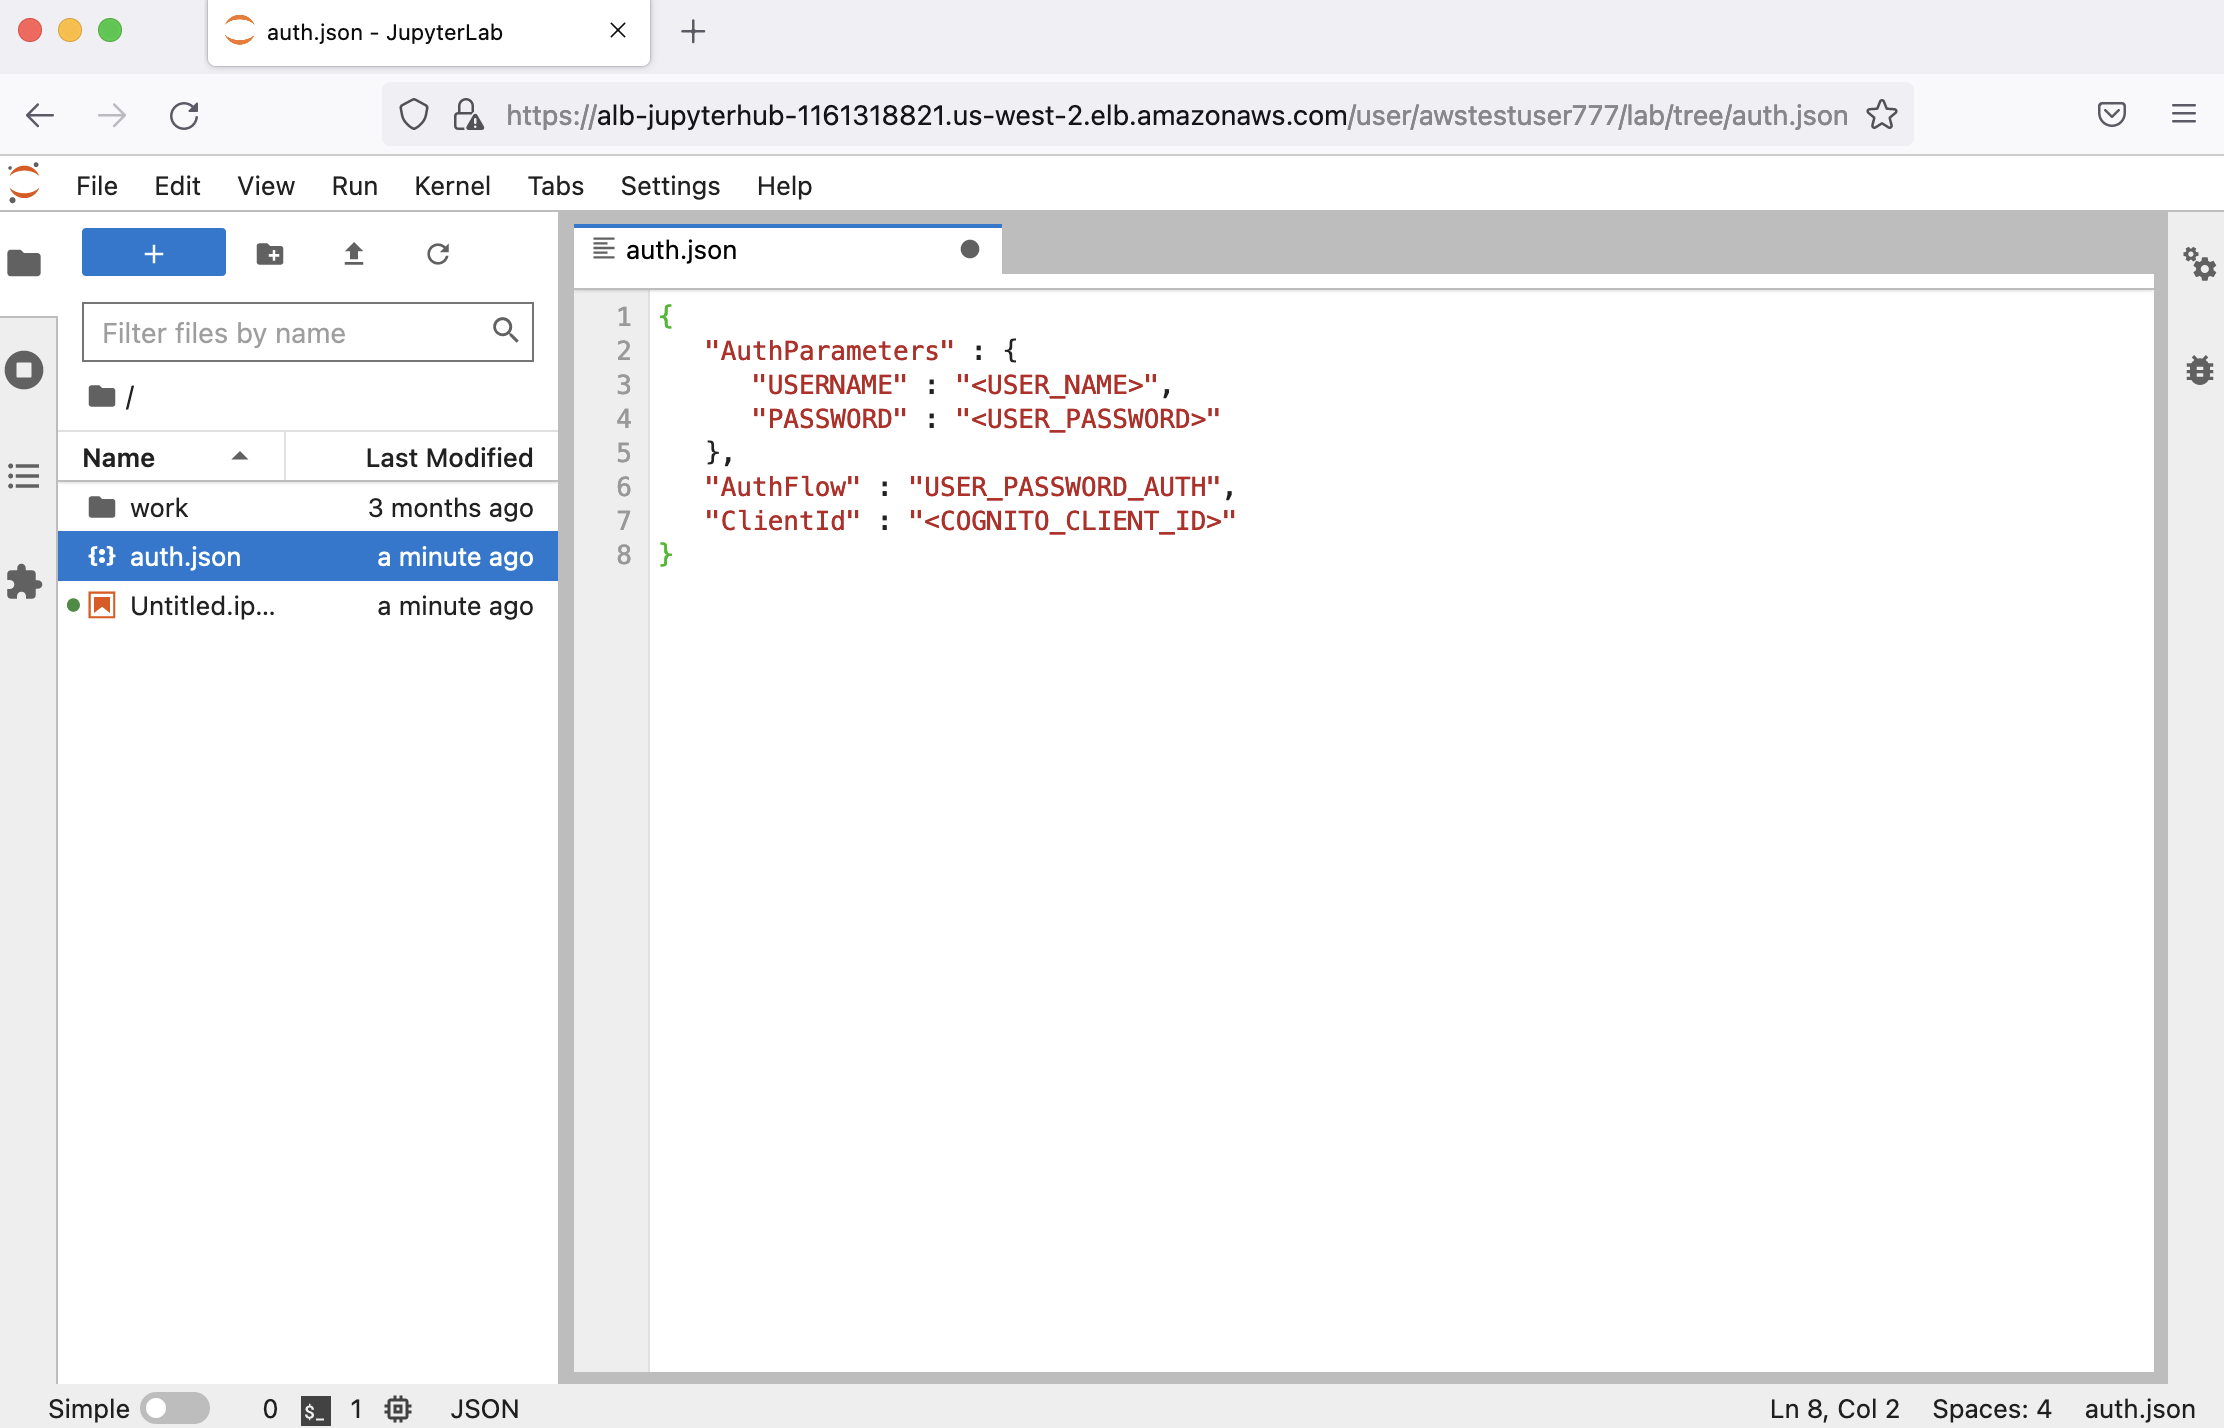 auth.json - JupyterLab
https://alb-jupyterhub-1161318821.us-west-2.elb.amazonaws.com/user/awstestuser777/lab/tree/auth.json
File Edit View Run Kernel Tabs Settings Help
Filter files by name
/
Name Last Modified
work 3 months ago
auth.json a minute ago
Untitled.ip... a minute ago
auth.json
1 {
2 "AuthParameters" : {
3 "USERNAME" : "<USER_NAME>",
4 "PASSWORD" : "<USER_PASSWORD>"
5 },
6 "AuthFlow" : "USER_PASSWORD_AUTH",
7 "ClientId" : "<COGNITO_CLIENT_ID>"
8 }
Simple 0 $_ 1 JSON Ln 8, Col 2 Spaces: 4 auth.json